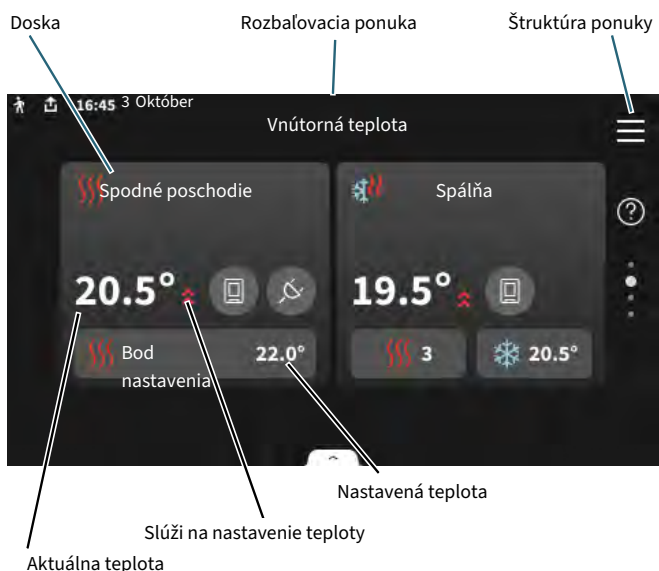 Doska
Rozbaľovacia ponuka
Štruktúra ponuky
16:45 3 Október
Vnútorná teplota
Spodné poschodie
Spálňa
20.5°
19.5°
Bod
nastavenia
22.0°
3
20.5°
Nastavená teplota
Slúži na nastavenie teploty
Aktuálna teplota